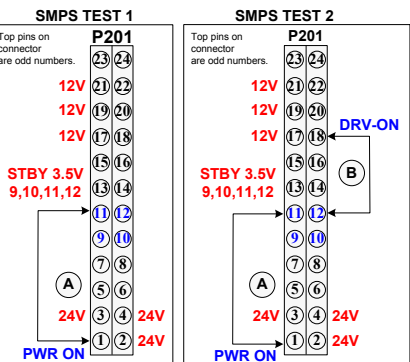 SMPS TEST 1
Top pins on
connector
are odd numbers.
P201
23 24
12V 21 22
12V 19 20
12V 17 18
15 16
STBY 3.5V
13 14
9,10,11,12
11 12
9 10
7 8
A
5 6
24V 3 4 24V
1 2 24V
PWR ON
SMPS TEST 2
Top pins on
connector
are odd numbers.
P201
23 24
12V 21 22
12V 19 20
DRV-ON
12V 17 18
15 16
B
STBY 3.5V
13 14
9,10,11,12
11 12
9 10
7 8
A
5 6
24V 3 4 24V
1 2 24V
PWR ON